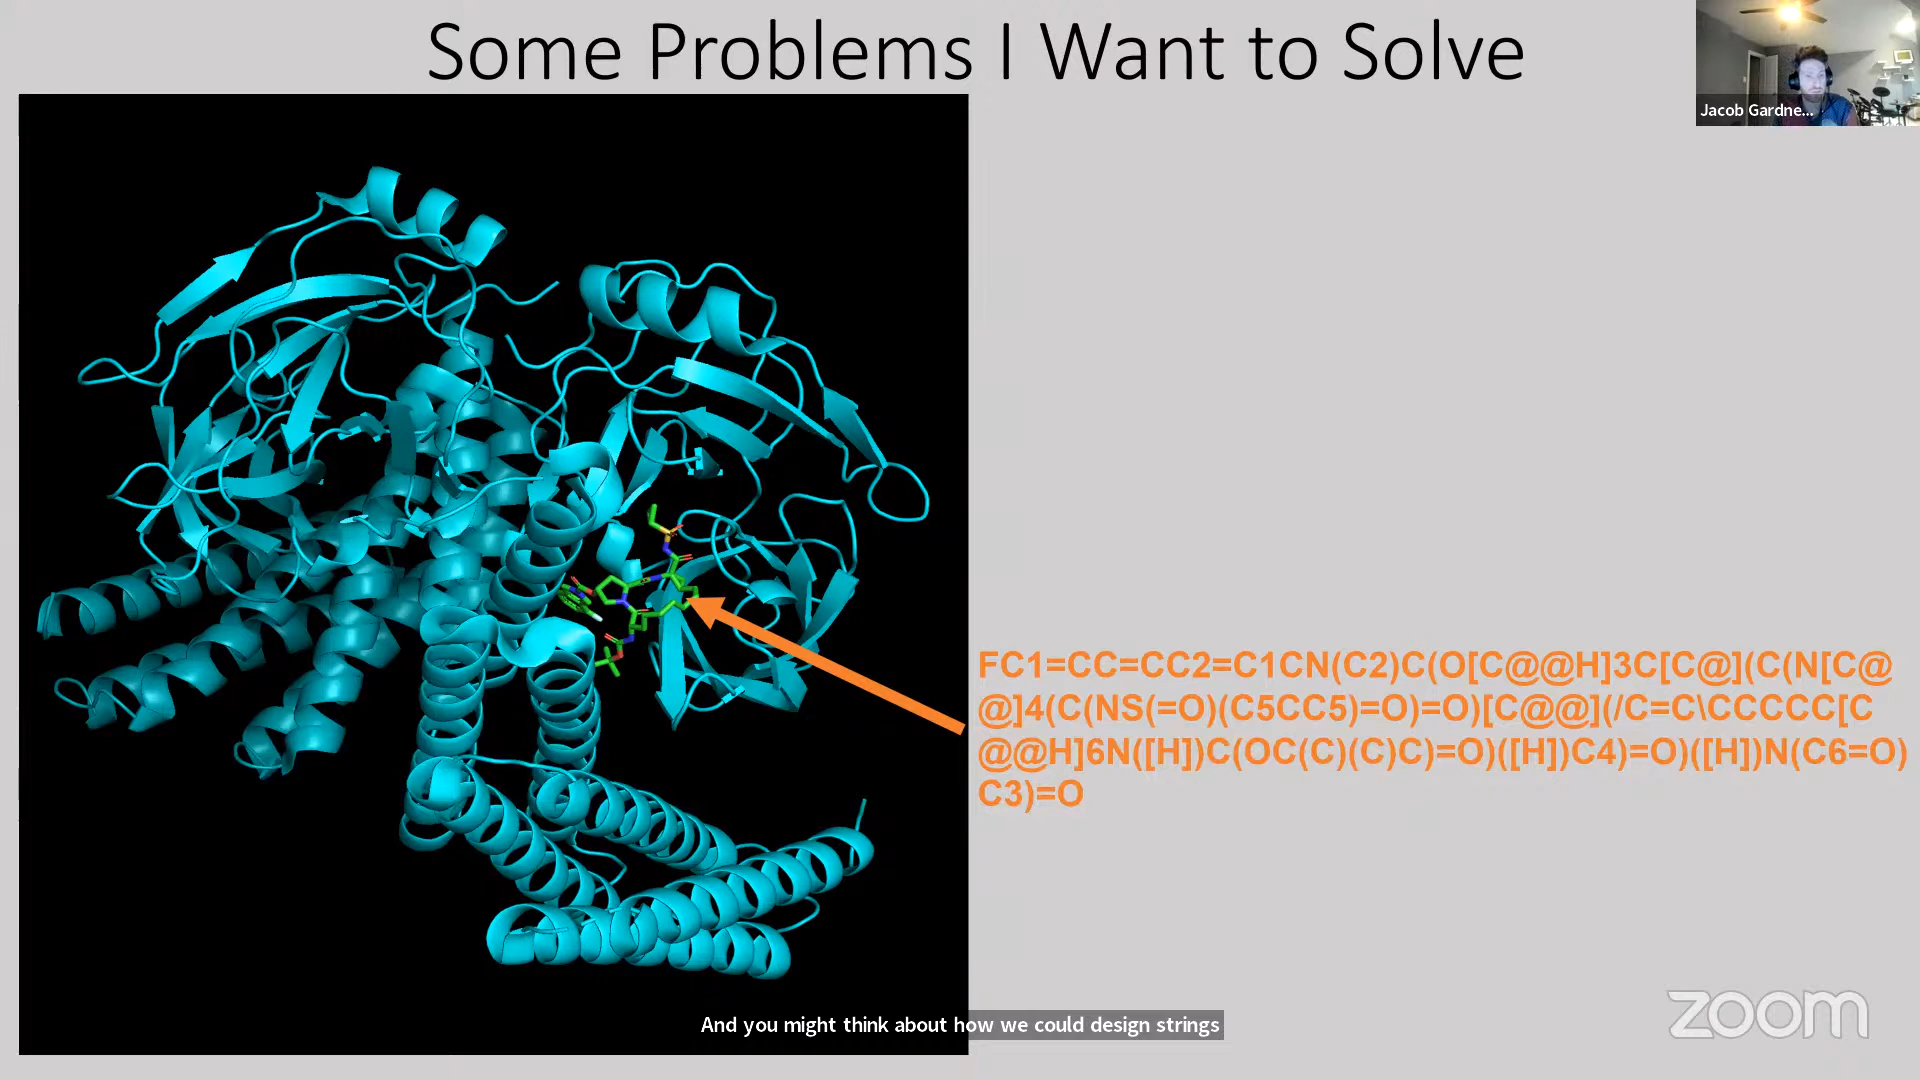 Some Problems I Want to Solve
Jacob Gardne...
FC1=CC=CC2=C1CN(C2)C(O[C@@H]3C[C@](C(N[C@
@]4(C(NS(=O)(C5CC5)=O)=O)[C@@](/C=C\CCCCC[C
@@H]6N([H])C(OC(C)(C)C)=O)([H])C4)=O)([H])N(C6=O)
C3)=O
And you might think about how we could design strings
zoom